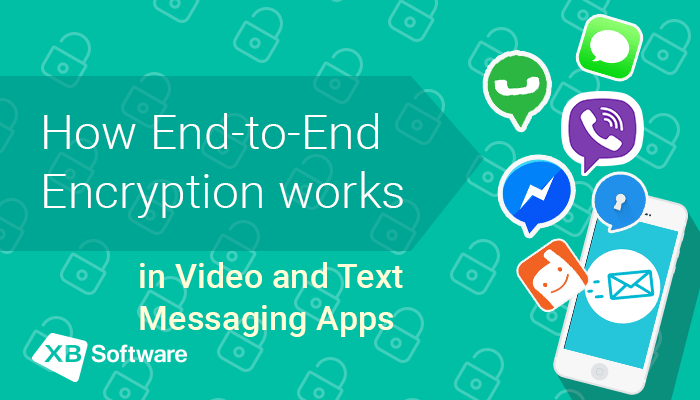 How End-to-End
Encryption works
in Video and Text
Messaging Apps
XB Software